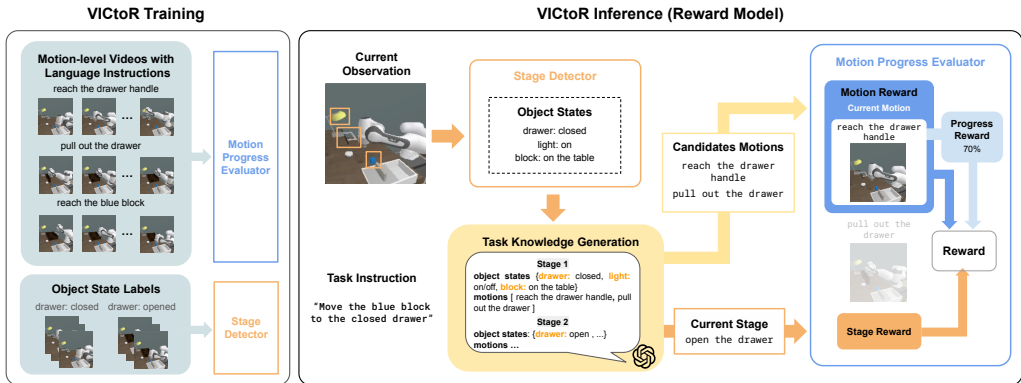 VICtoR Training
Motion-level Videos with
Language Instructions
reach the drawer handle
...
pull out the drawer
...
reach the blue block
...
Motion
Progress
Evaluator
Object State Labels
drawer: closed
drawer: opened
Stage
Detector
VICtoR Inference (Reward Model)
Current
Observation
Stage Detector
Object States
drawer: closed
light: on
block: on the table
Task Instruction
"Move the blue block
to the closed drawer"
Task Knowledge Generation
Stage 1
object states {drawer: closed, light:
on/off, block: on the table}
motions [ reach the drawer handle, pull
out the drawer ]
Stage 2
object states: {drawer: open , ...}
motions ...
Candidates Motions
reach the drawer
handle
pull out the drawer
Current Stage
open the drawer
Motion Progress Evaluator
Motion Reward
Current Motion
reach the drawer
handle
Progress
Reward
70%
pull out the
drawer
Reward
Stage Reward